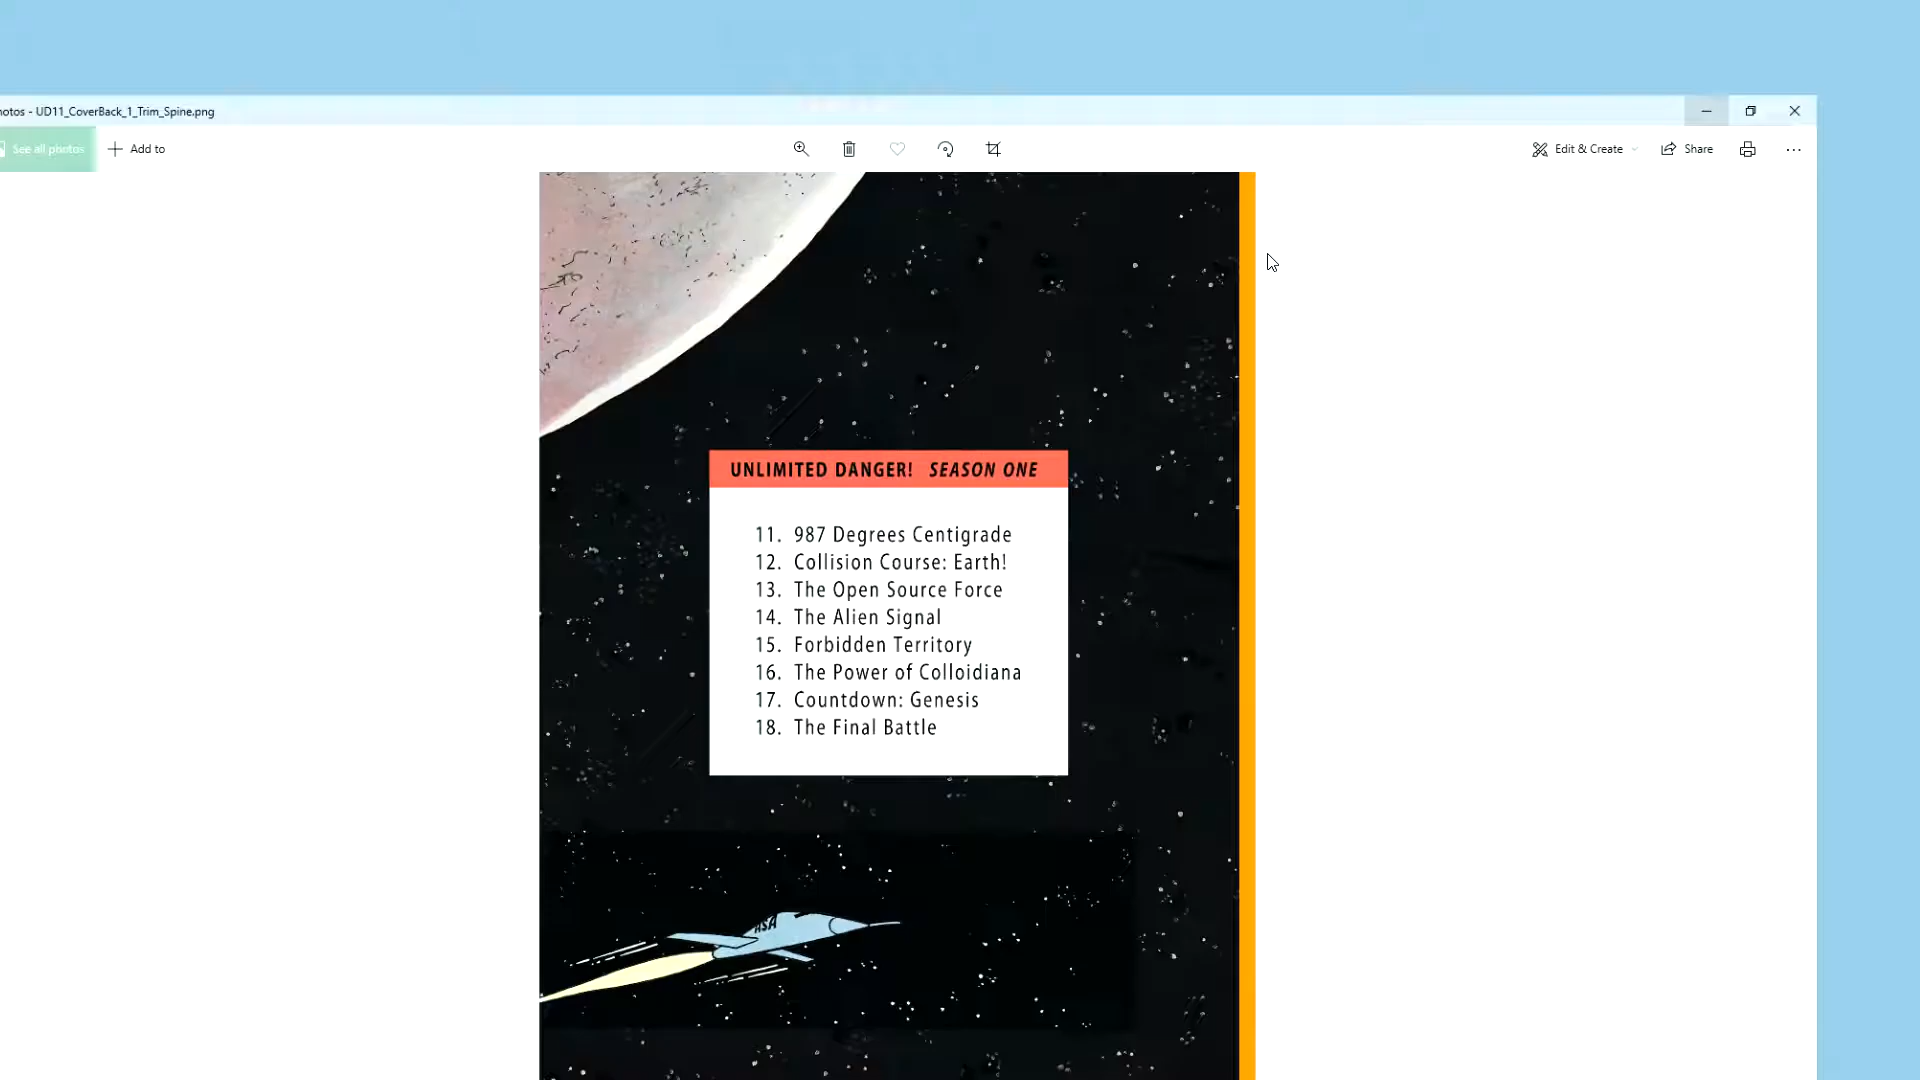 hotos - UD11_CoverBack_1_Trim_Spine.png
See all photos
Add to
Edit & Create
Share
UNLIMITED DANGER! SEASON ONE
11. 987 Degrees Centigrade
12. Collision Course: Earth!
13. The Open Source Force
14. The Alien Signal
15. Forbidden Territory
16. The Power of Colloidiana
17. Countdown: Genesis
18. The Final Battle
ASA